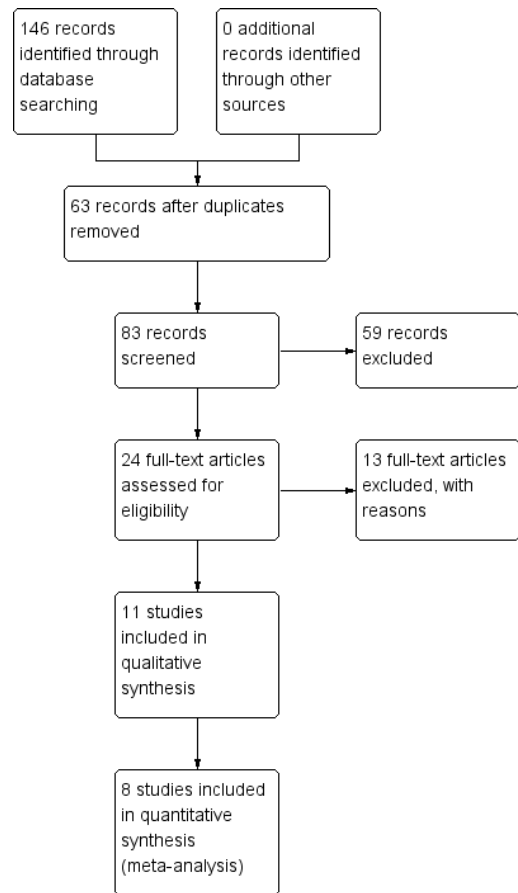 146 records
identified through
database
searching
0 additional
records identified
through other
sources
63 records after duplicates
removed
83 records
screened
59 records
excluded
24 full-text articles
assessed for
eligibility
13 full-text articles
excluded, with
reasons
11 studies
included in
qualitative
synthesis
8 studies included
in quantitative
synthesis
(meta-analysis)